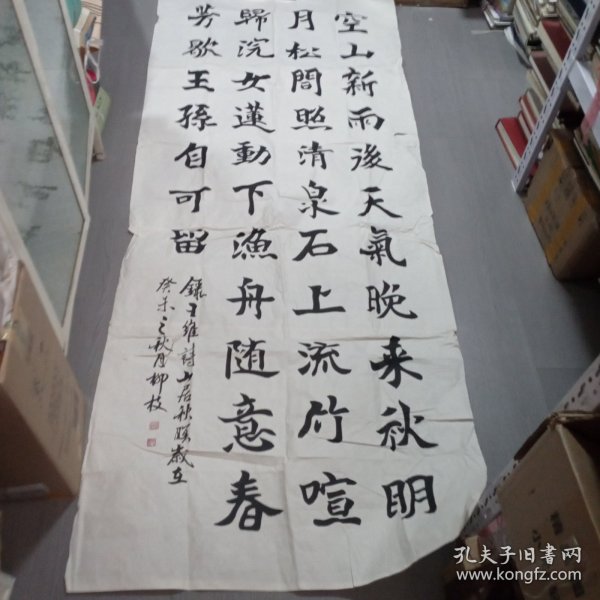 空山新雨後天氣晚来秋明
月松間照清泉石上流竹喧
歸浣女蓮動下漁舟随意春
芳歇王孫自可留
錄王維詩山居秋暝歲在
癸未之秋月柳枝
孔夫子旧書网
www.kongfz.com